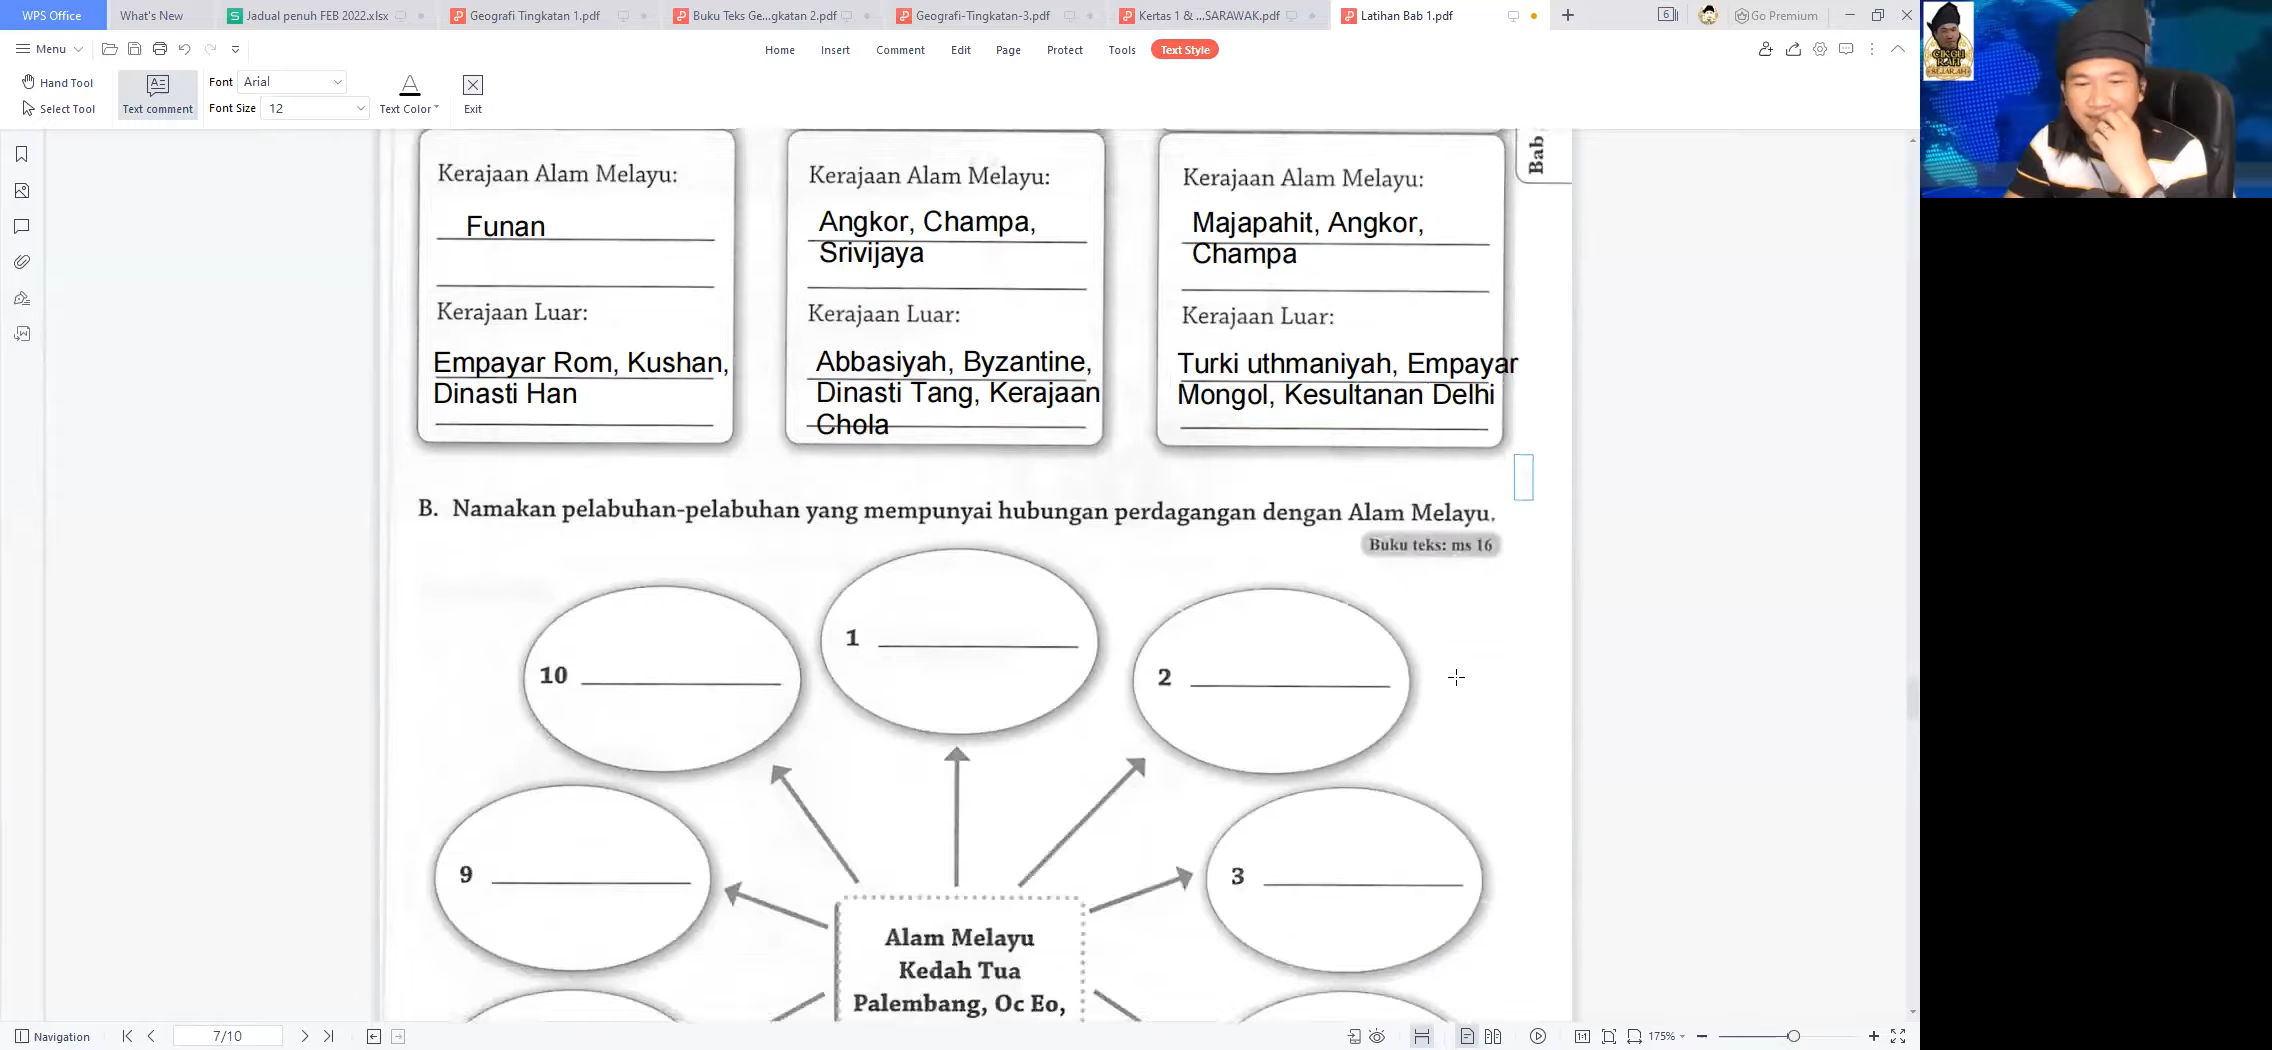 WPS Office
What's New
Jadual penuh FEB 2022.xlsx
Geografi Tingkatan 1.pdf
Buku Teks Ge...gkatan 2.pdf
Geografi-Tingkatan-3.pdf
Kertas 1 & ...SARAWAK.pdf
Latihan Bab 1.pdf
6
Go Premium
Menu
Home
Insert
Comment
Edit
Page
Protect
Tools
Text Style
Hand Tool
Select Tool
Text comment
Font Arial
Font Size 12
Text Color
Exit
CIKGU
RAFI
SEJARAH
Bab
Kerajaan Alam Melayu:
Funan
Kerajaan Luar:
Empayar Rom, Kushan,
Dinasti Han
Kerajaan Alam Melayu:
Angkor, Champa,
Srivijaya
Kerajaan Luar:
Abbasiyah, Byzantine,
Dinasti Tang, Kerajaan
Chola
Kerajaan Alam Melayu:
Majapahit, Angkor,
Champa
Kerajaan Luar:
Turki uthmaniyah, Empayar
Mongol, Kesultanan Delhi
B. Namakan pelabuhan-pelabuhan yang mempunyai hubungan perdagangan dengan Alam Melayu.
Buku teks: ms 16
10
1
2
9
3
Alam Melayu
Kedah Tua
Palembang, Oc Eo,
Navigation
7/10
1:1
175%